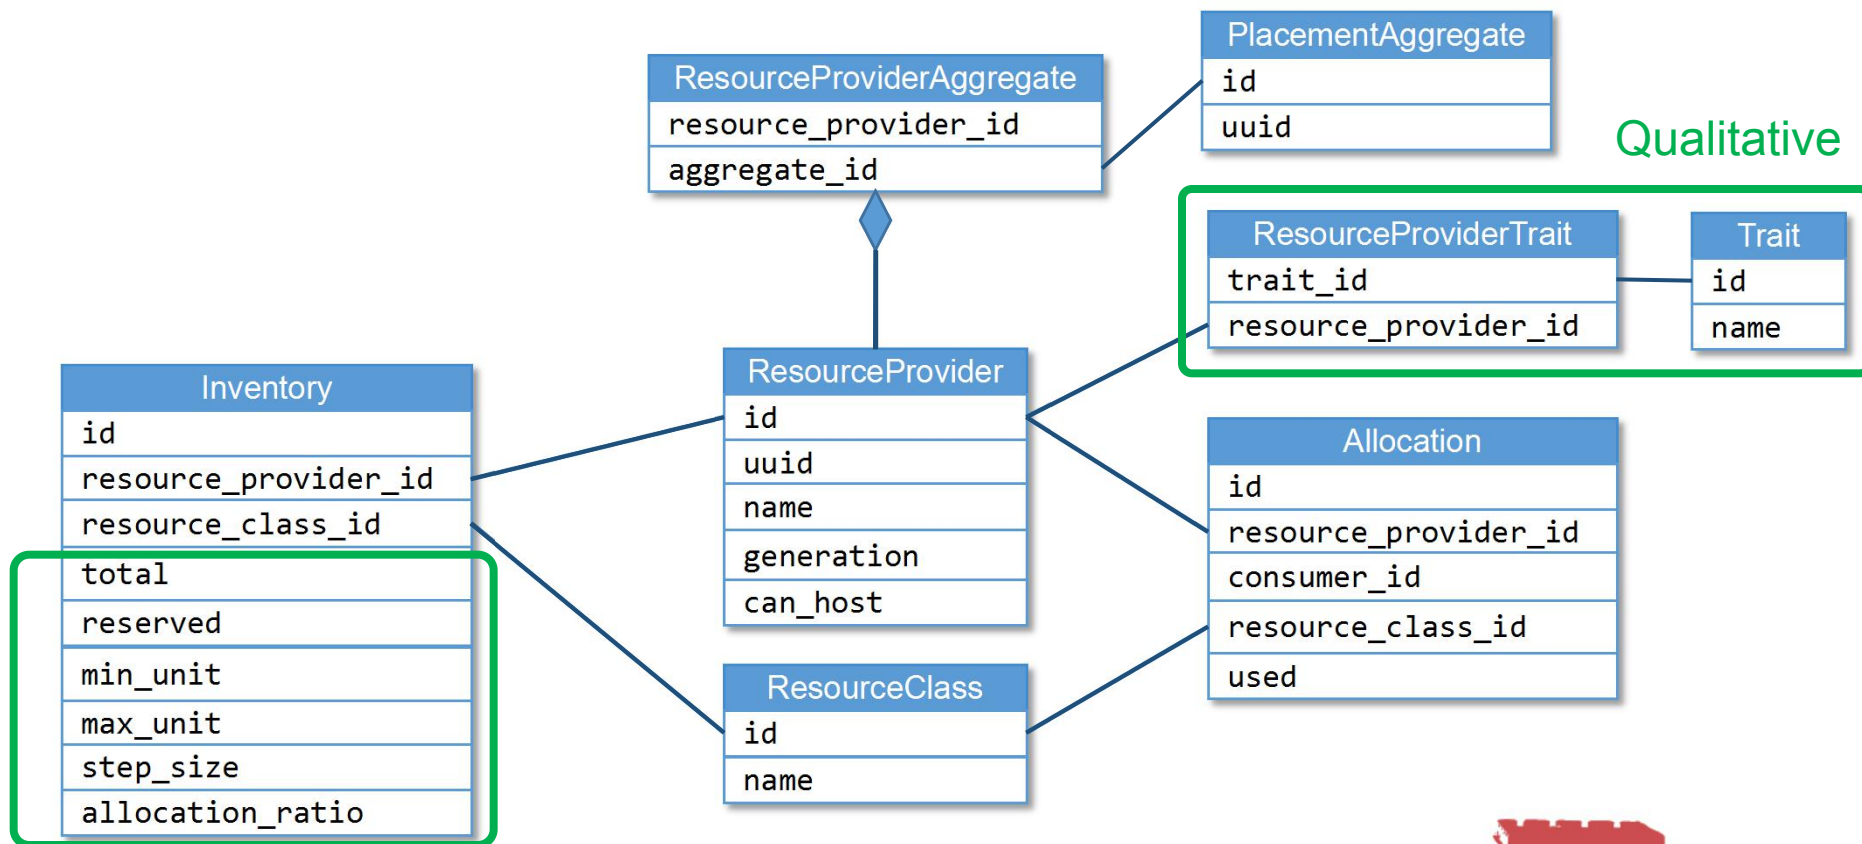 PlacementAggregate
id
uuid
ResourceProviderAggregate
resource_provider_id
aggregate_id
Qualitative
ResourceProviderTrait
trait_id
resource_provider_id
Trait
id
name
Inventory
id
resource_provider_id
resource_class_id
total
reserved
min_unit
max_unit
step_size
allocation_ratio
ResourceProvider
id
uuid
name
generation
can_host
ResourceClass
id
name
Allocation
id
resource_provider_id
consumer_id
resource_class_id
used